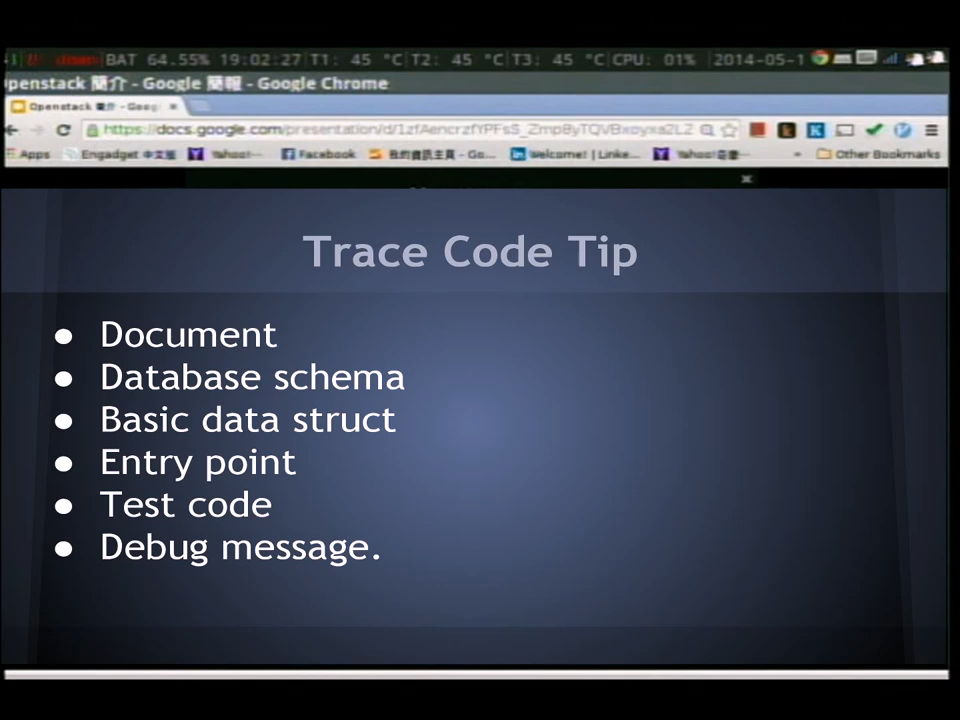 BAT 64.55% 19:02:27 T1: 45 °C T2: 45 °C T3: 45 °C CPU: 01% 2014-05-1
penstack 簡介 - Google 簡報 - Google Chrome
Openstack 簡介 - Goog
https://docs.google.com/presentation/d/
Apps Engadget 中文版 Yahoo!… Facebook 我的資訊主頁 - Go... Welcome! | Linke... Yahoo!奇摩… » Other Bookmarks
Trace Code Tip
● Document
● Database schema
● Basic data struct
● Entry point
● Test code
● Debug message.